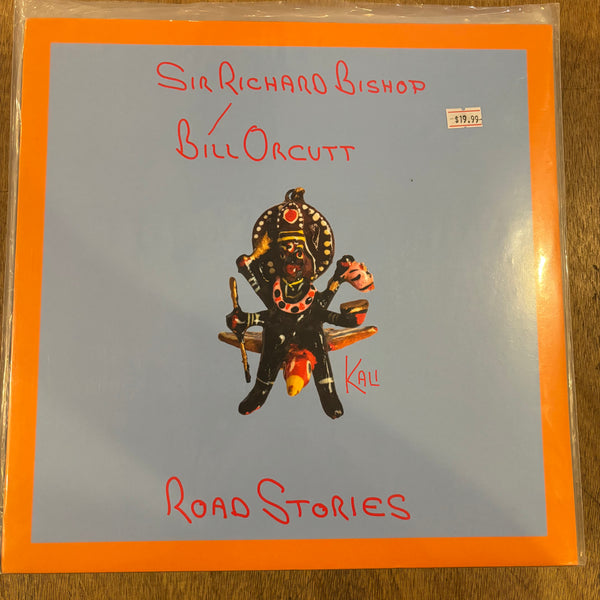 SIR RICHARD BISHOP
/
BILL ORCUTT
$19.99
KALI
ROAD STORIES